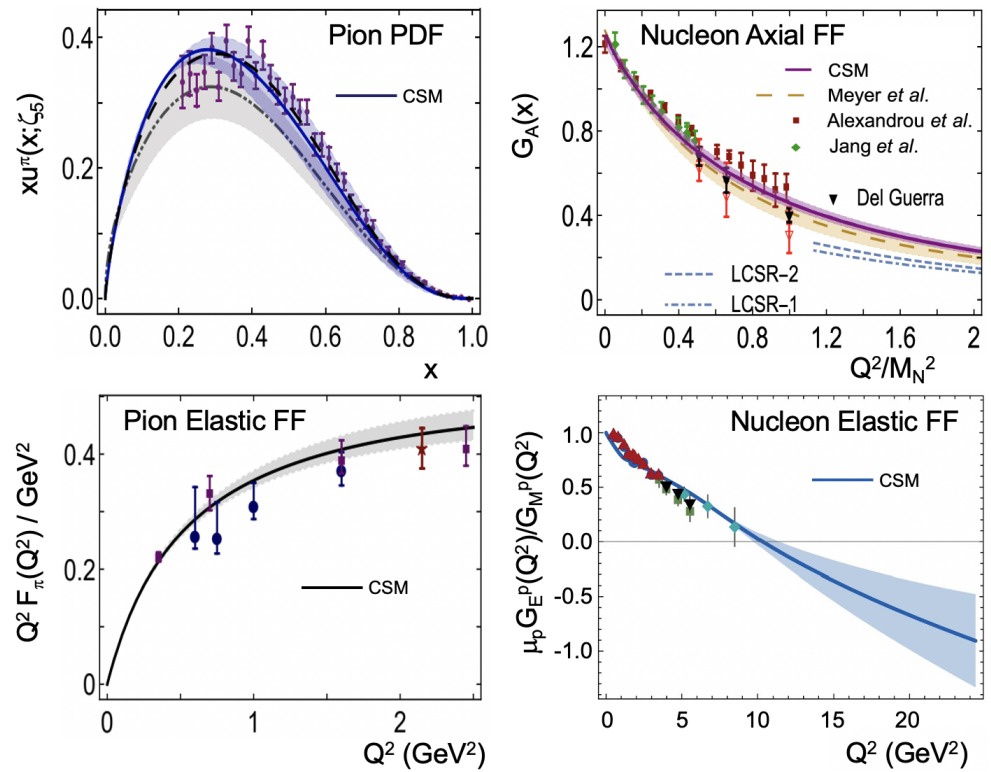 Pion PDF
CSM
xu^π(x;ζ₅)
0.4
0.2
0.0
0.0 0.2 0.4 0.6 0.8 1.0
x
Nucleon Axial FF
CSM
Meyer et al.
Alexandrou et al.
Jang et al.
Del Guerra
LCSR–2
LCSR–1
G_A(x)
1.2
0.8
0.4
0
0 0.4 0.8 1.2 1.6 2
Q²/M_N²
Pion Elastic FF
CSM
Q² F_π(Q²) / GeV²
0.4
0.2
0
0 1 2
Q² (GeV²)
Nucleon Elastic FF
CSM
μ_pG_E^p(Q²)/G_M^p(Q²)
1.0
0.5
0.0
-0.5
-1.0
0 5 10 15 20
Q² (GeV²)